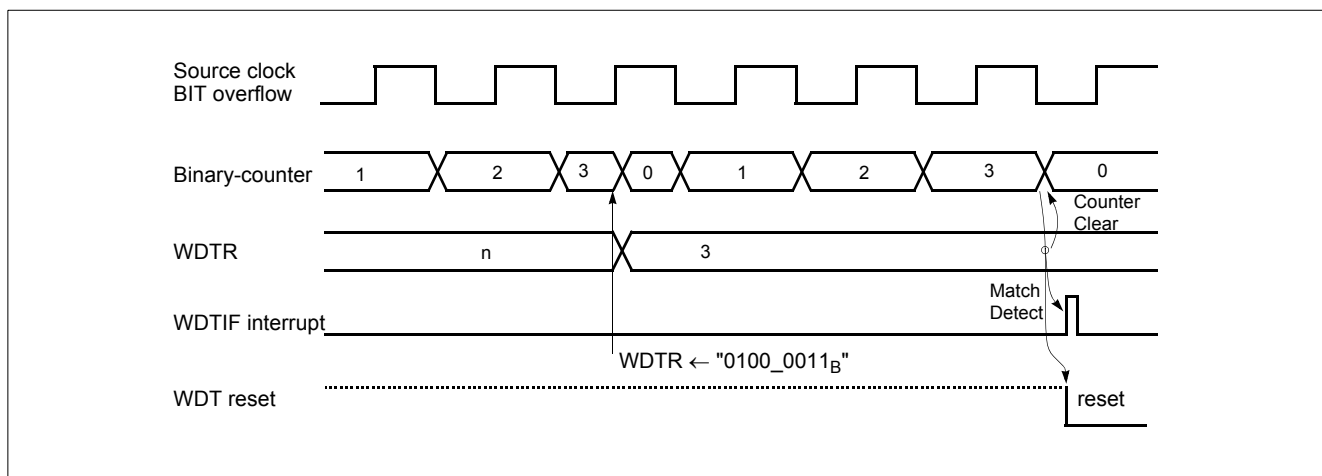 Source clock
BIT overflow
Binary-counter
1 2 3 0 1 2 3 0
Counter
Clear
WDTR
n 3
Match
Detect
WDTIF interrupt
WDTR ← "0100_0011B"
WDT reset
reset